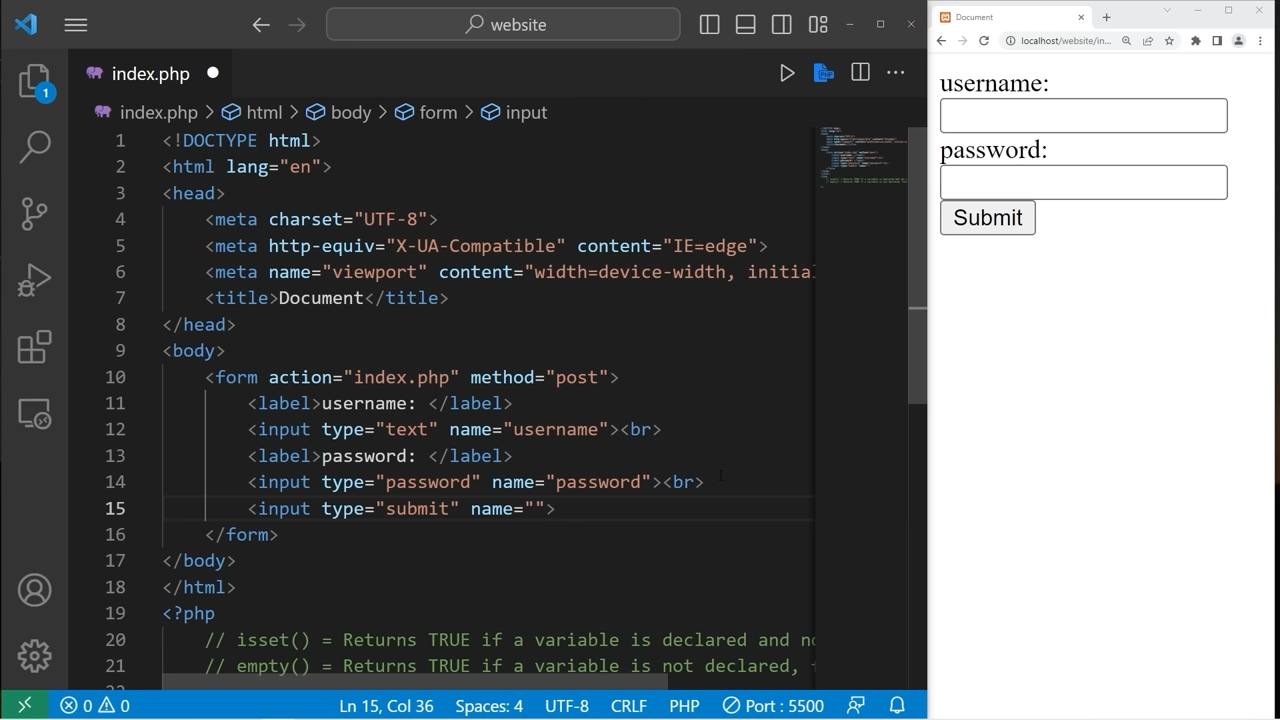 website
index.php
1
index.php > html > body > form > input
1 <!DOCTYPE html>
2 <html lang="en">
3 <head>
4 <meta charset="UTF-8">
5 <meta http-equiv="X-UA-Compatible" content="IE=edge">
6 <meta name="viewport" content="width=device-width, initial
7 <title>Document</title>
8 </head>
9 <body>
10 <form action="index.php" method="post">
11 <label>username: </label>
12 <input type="text" name="username"><br>
13 <label>password: </label>
14 <input type="password" name="password"><br>
15 <input type="submit" name="">
16 </form>
17 </body>
18 </html>
19 <?php
20 // isset() = Returns TRUE if a variable is declared and no
21 // empty() = Returns TRUE if a variable is not declared,
0 0 Ln 15, Col 36 Spaces: 4 UTF-8 CRLF PHP Port : 5500
Document
localhost/website/in...
username:
password:
Submit